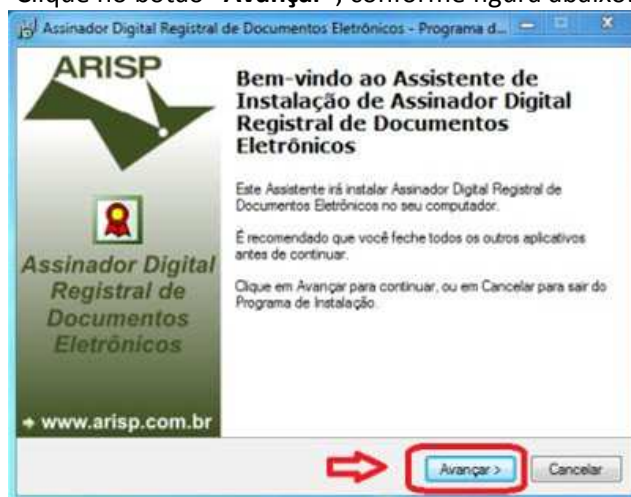 Clique no botão "Avançar", conforme figura abaixo:
Assinador Digital Registral de Documentos Eletrônicos - Programa d...
ARISP
Assinador Digital
Registral de
Documentos
Eletrônicos
www.arisp.com.br
Bem-vindo ao Assistente de
Instalação de Assinador Digital
Registral de Documentos
Eletrônicos
Este Assistente irá instalar Assinador Digital Registral de
Documentos Eletrônicos no seu computador.
É recomendado que você feche todos os outros aplicativos
antes de continuar.
Clique em Avançar para continuar, ou em Cancelar para sair do
Programa de Instalação.
Avançar >
Cancelar